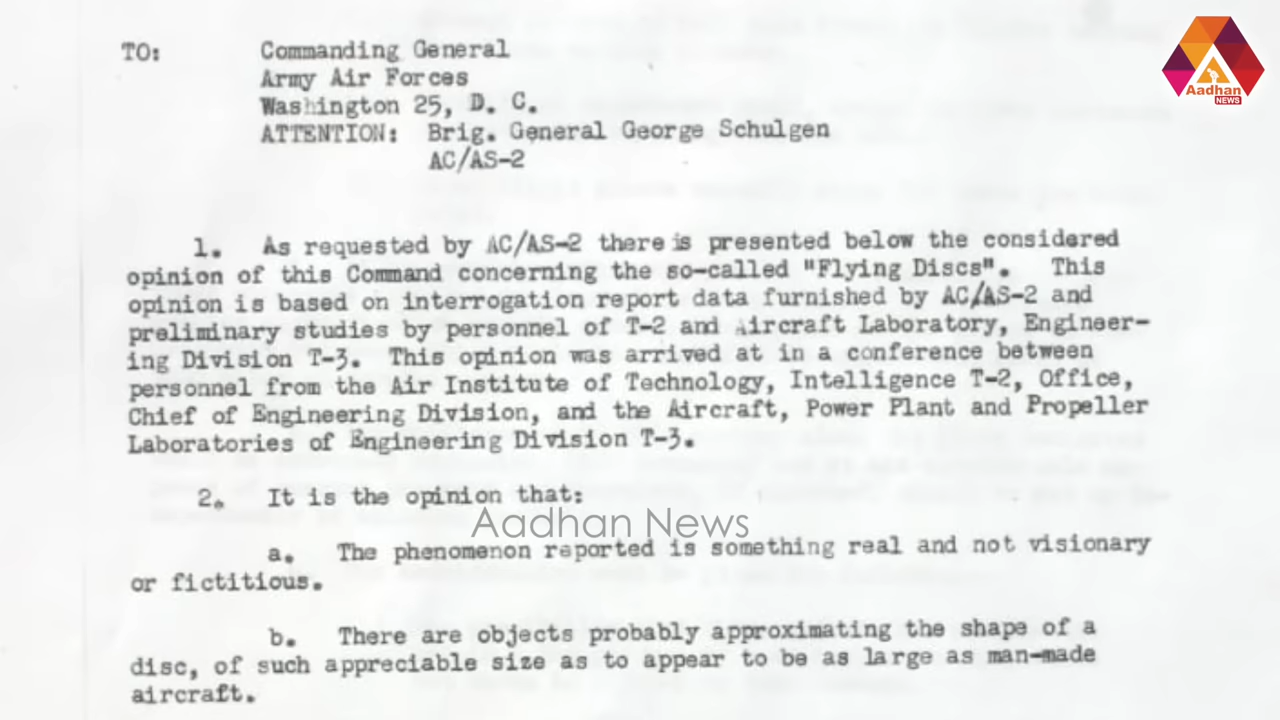 TO: Commanding General
Army Air Forces
Washington 25, D. C.
ATTENTION: Brig. General George Schulgen
AC/AS-2
Aadhan
NEWS
1. As requested by AC/AS-2 there is presented below the considered
opinion of this Command concerning the so-called "Flying Discs". This
opinion is based on interrogation report data furnished by AC/AS-2 and
preliminary studies by personnel of T-2 and Aircraft Laboratory, Engineer-
ing Division T-3. This opinion was arrived at in a conference between
personnel from the Air Institute of Technology, Intelligence T-2, Office,
Chief of Engineering Division, and the Aircraft, Power Plant and Propeller
Laboratories of Engineering Division T-3.
2. It is the opinion that:
Aadhan News
a. The phenomenon reported is something real and not visionary
or fictitious.
b. There are objects probably approximating the shape of a
disc, of such appreciable size as to appear to be as large as man-made
aircraft.